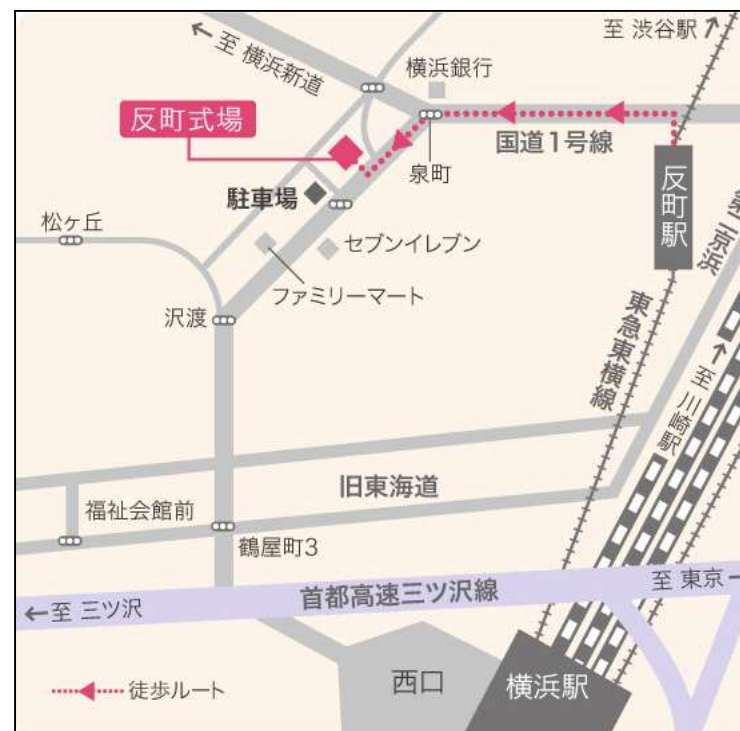 至 渋谷駅
至 横浜新道
横浜銀行
反町式場
国道1号線
泉町
反町駅
駐車場
松ヶ丘
セブンイレブン
第二京浜
ファミリーマート
沢渡
東急東横線
至 川崎駅
旧東海道
福祉会館前
鶴屋町3
首都高速三ツ沢線
至 東京
至 三ツ沢
西口
横浜駅
徒歩ルート